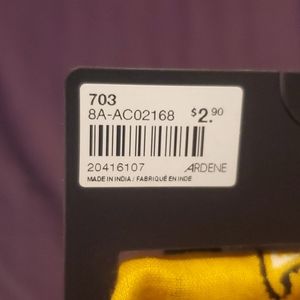 703
8A-AC02168 $2.90
20416107 ARDENE
MADE IN INDIA / FABRIQUÉ EN INDE